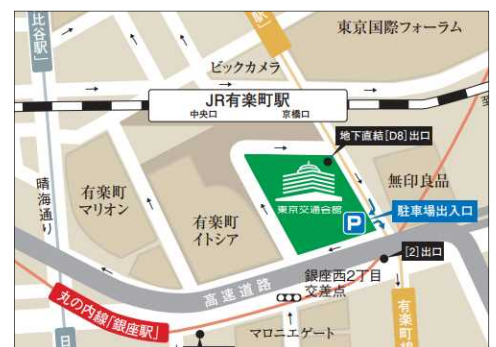 比谷駅」
東京国際フォーラム
ビックカメラ
JR有楽町駅
中央口
京橋口
地下直結[D8]出口
無印良品
晴海通り
有楽町
マリオン
有楽町
イトシア
東京交通会館
P
駐車場出入口
[2]出口
高速道路
銀座西2丁目
交差点
丸の内線「銀座駅」
マロニエゲート
有楽町線
日